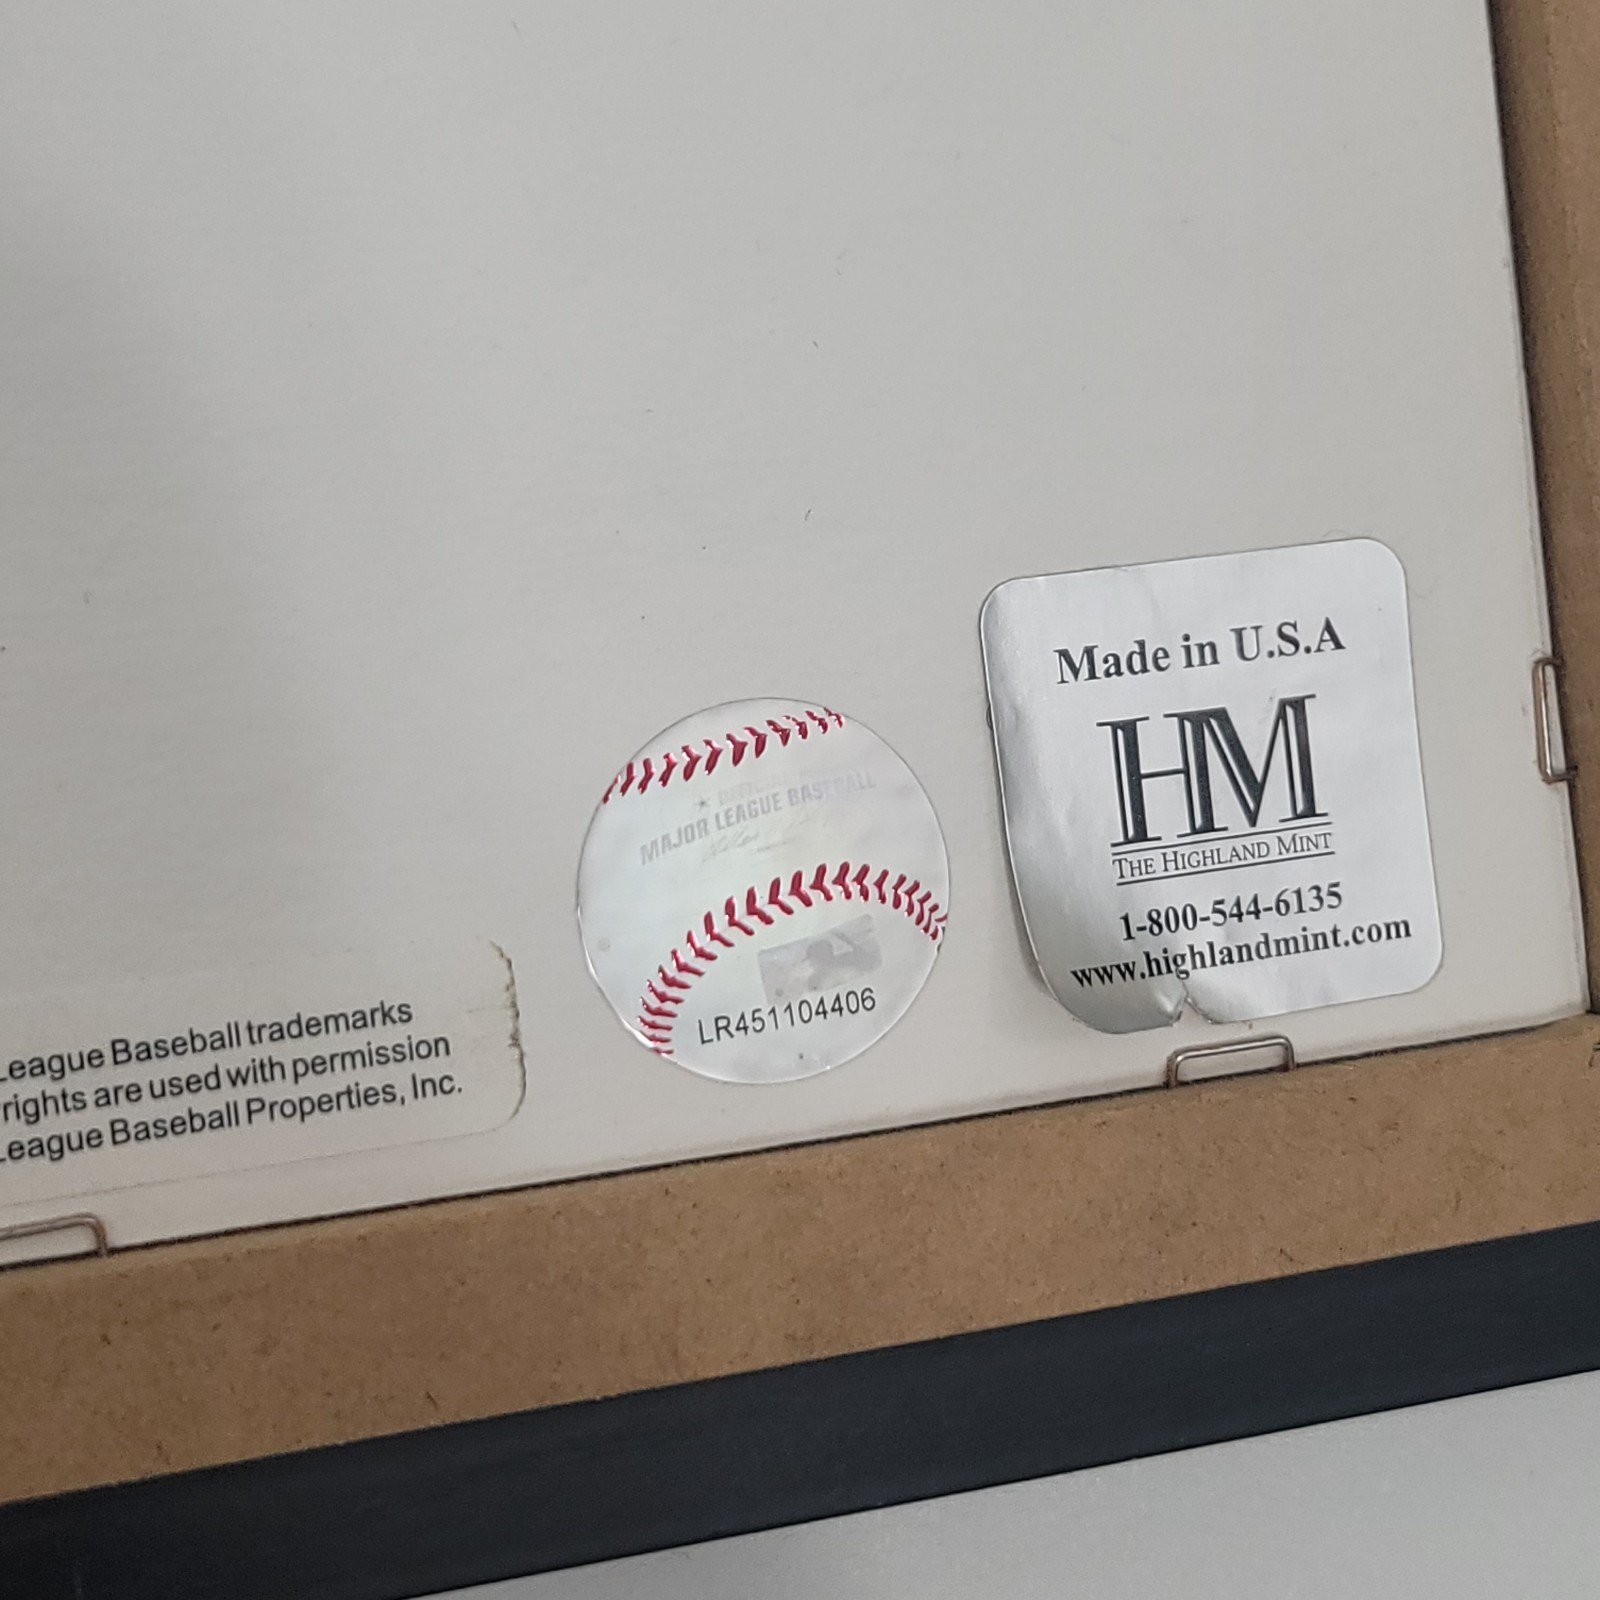 League Baseball trademarks
rights are used with permission
League Baseball Properties, Inc.
OFFICIAL
MAJOR LEAGUE BASEBALL
LR451104406
Made in U.S.A
HM
THE HIGHLAND MINT
1-800-544-6135
www.highlandmint.com